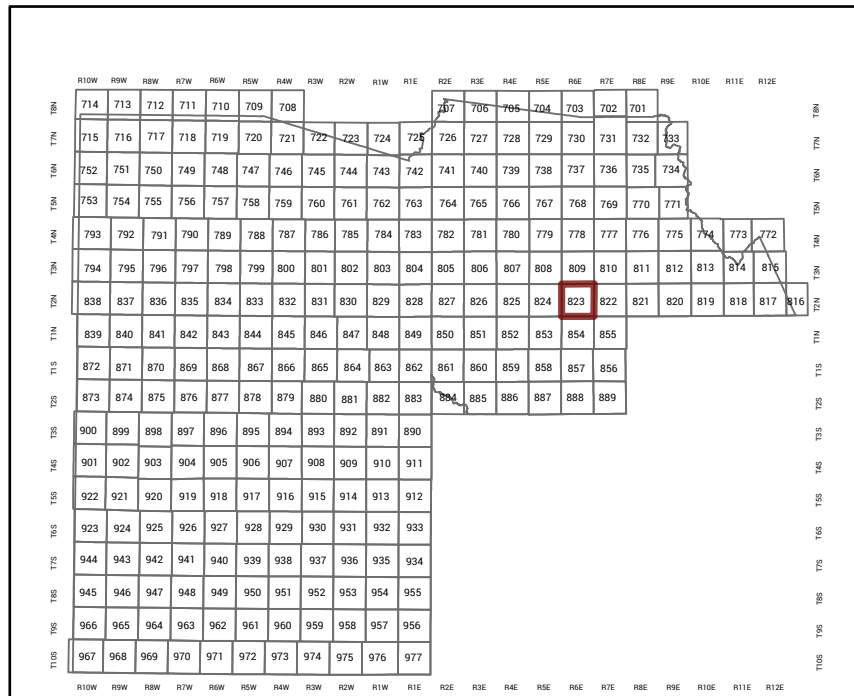 R10W R9W R8W R7W R6W R5W R4W R3W R2W R1W R1E R2E R3E R4E R5E R6E R7E R8E R9E R10E R11E R12E
T8N 714 713 712 711 710 709 708 707 706 705 704 703 702 701 T8N
T7N 715 716 717 718 719 720 721 722 723 724 725 726 727 728 729 730 731 732 733 T7N
T6N 752 751 750 749 748 747 746 745 744 743 742 741 740 739 738 737 736 735 734 T6N
T5N 753 754 755 756 757 758 759 760 761 762 763 764 765 766 767 768 769 770 771 T5N
T4N 793 792 791 790 789 788 787 786 785 784 783 782 781 780 779 778 777 776 775 774 773 772 T4N
T3N 794 795 796 797 798 799 800 801 802 803 804 805 806 807 808 809 810 811 812 813 814 815 T3N
T2N 838 837 836 835 834 833 832 831 830 829 828 827 826 825 824 823 822 821 820 819 818 817 816 T2N
T1N 839 840 841 842 843 844 845 846 847 848 849 850 851 852 853 854 855 T1N
T1S 872 871 870 869 868 867 866 865 864 863 862 861 860 859 858 857 856 T1S
T2S 873 874 875 876 877 878 879 880 881 882 883 884 885 886 887 888 889 T2S
T3S 900 899 898 897 896 895 894 893 892 891 890 T3S
T4S 901 902 903 904 905 906 907 908 909 910 911 T4S
T5S 922 921 920 919 918 917 916 915 914 913 912 T5S
T6S 923 924 925 926 927 928 929 930 931 932 933 T6S
T7S 944 943 942 941 940 939 938 937 936 935 934 T7S
T8S 945 946 947 948 949 950 951 952 953 954 955 T8S
T9S 966 965 964 963 962 961 960 959 958 957 956 T9S
T10S 967 968 969 970 971 972 973 974 975 976 977 T10S
R10W R9W R8W R7W R6W R5W R4W R3W R2W R1W R1E R2E R3E R4E R5E R6E R7E R8E R9E R10E R11E R12E